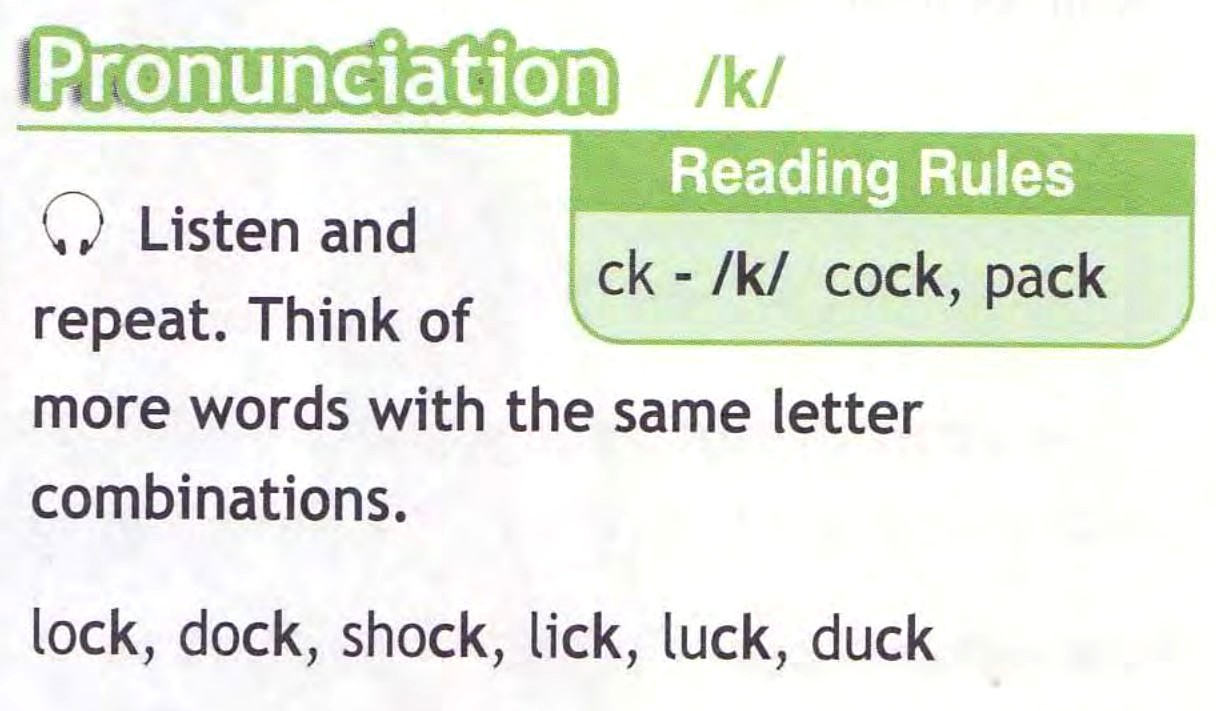 Pronunciation /k/
Reading Rules
ck - /k/ cock, pack
Listen and
repeat. Think of
more words with the same letter
combinations.
lock, dock, shock, lick, luck, duck